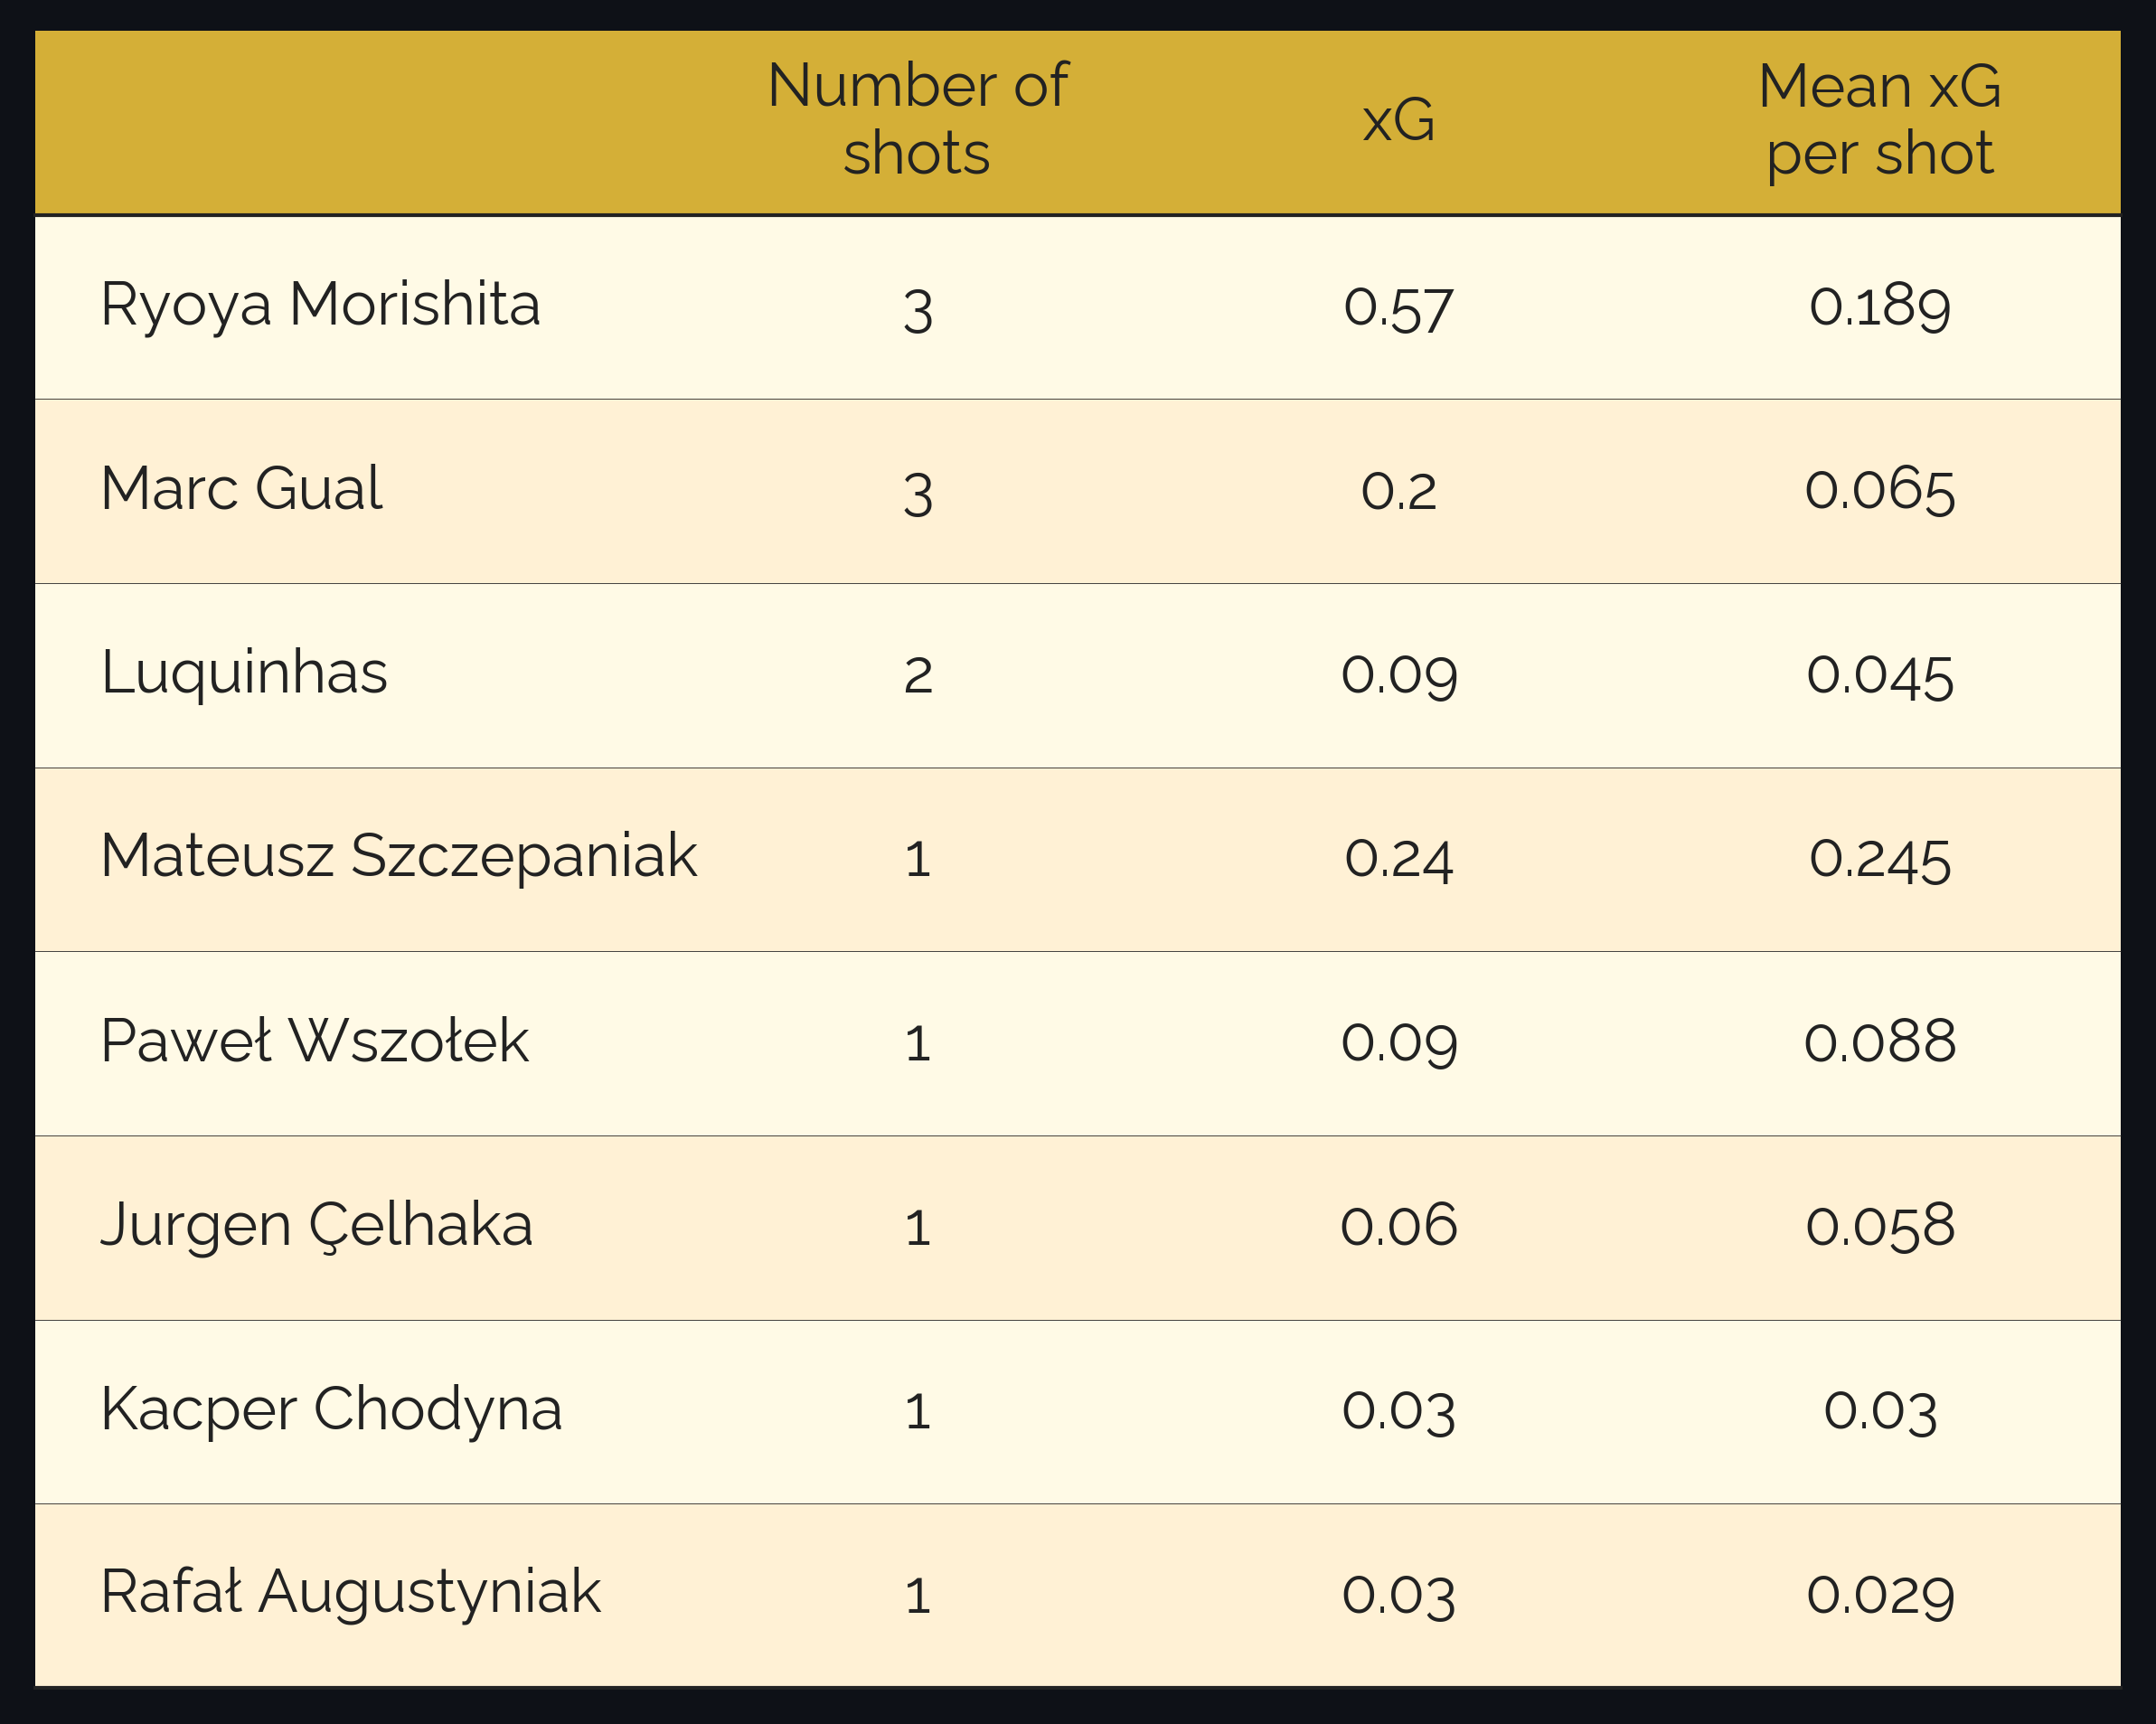 Number of shots xG Mean xG per shot
Ryoya Morishita 3 0.57 0.189
Marc Gual 3 0.2 0.065
Luquinhas 2 0.09 0.045
Mateusz Szczepaniak 1 0.24 0.245
Paweł Wszołek 1 0.09 0.088
Jurgen Çelhaka 1 0.06 0.058
Kacper Chodyna 1 0.03 0.03
Rafał Augustyniak 1 0.03 0.029